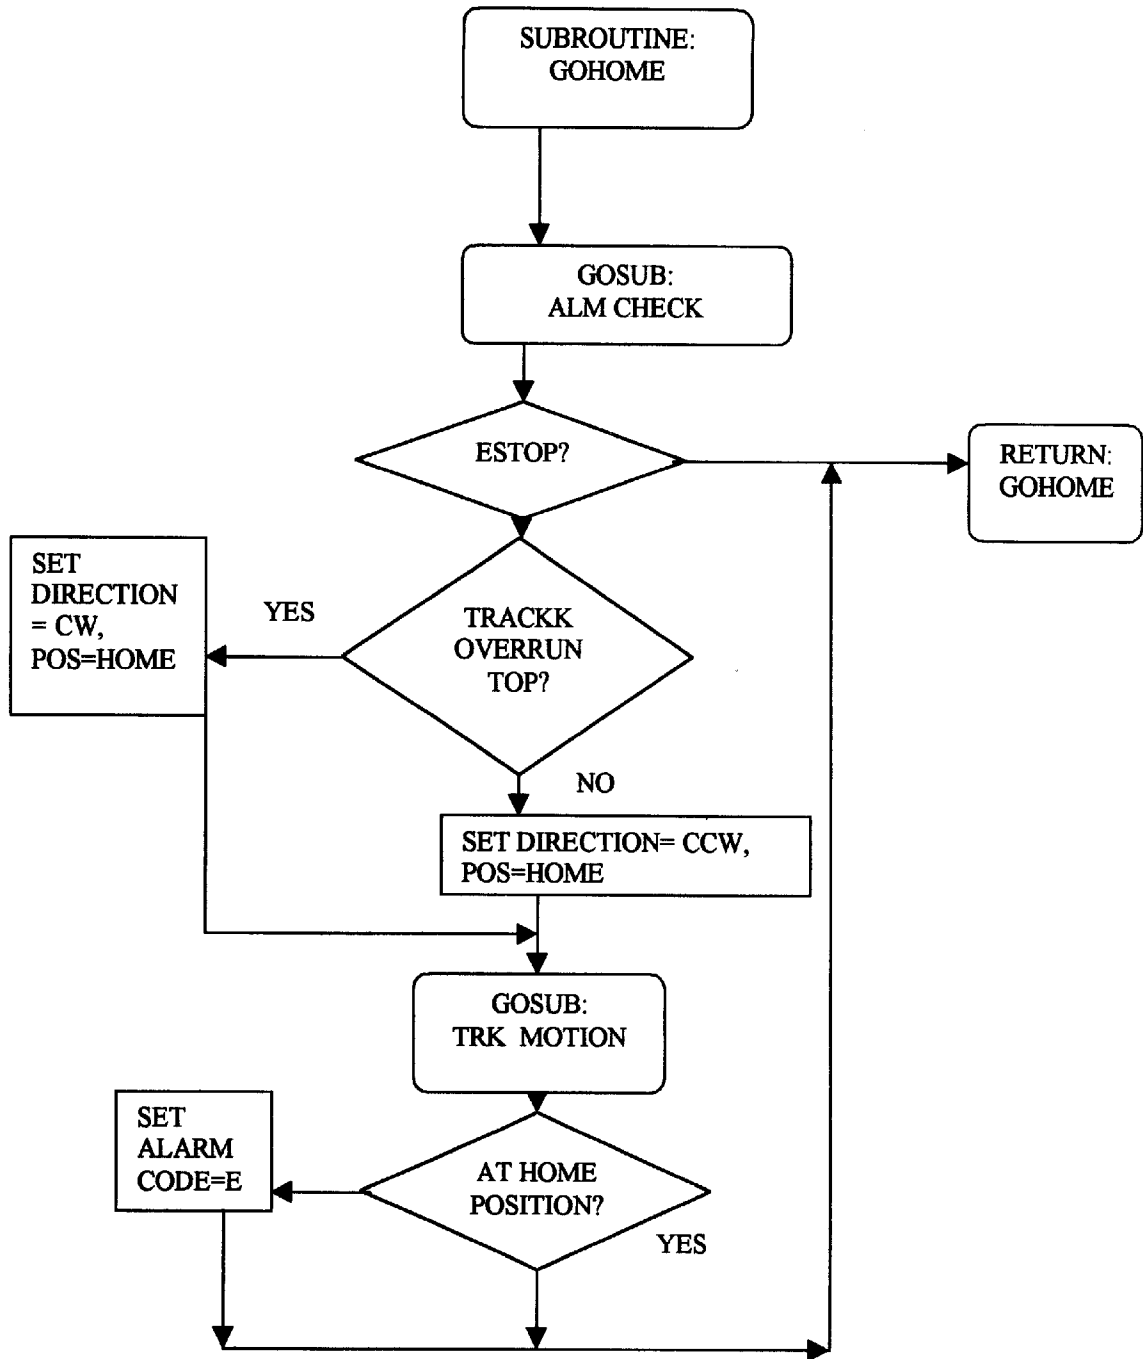 SUBROUTINE:
GOHOME
GOSUB:
ALM CHECK
ESTOP?
RETURN:
GOHOME
SET
DIRECTION
= CW,
POS=HOME
YES
TRACKK
OVERRUN
TOP?
NO
SET DIRECTION= CCW,
POS=HOME
GOSUB:
TRK MOTION
SET
ALARM
CODE=E
AT HOME
POSITION?
YES